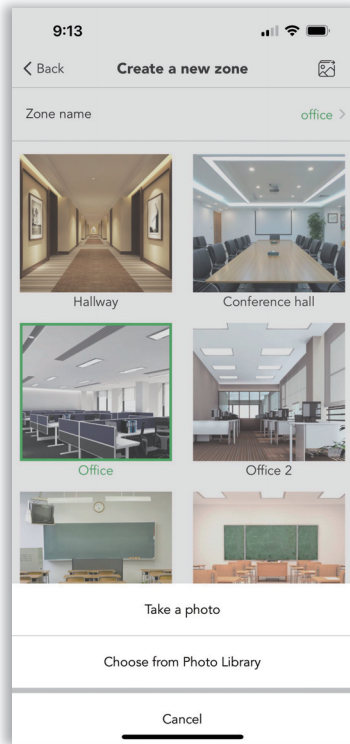 9:13
Back Create a new zone
Zone name office
Hallway Conference hall
Office Office 2
Take a photo
Choose from Photo Library
Cancel